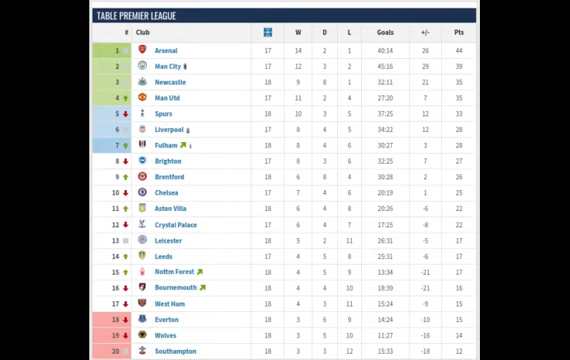 TABLE PREMIER LEAGUE
# Club W D L Goals +/- Pts
1 Arsenal 17 14 2 1 40:14 26 44
2 Man City 17 12 3 2 45:16 29 39
3 Newcastle 18 9 8 1 32:11 21 35
4 Man Utd 17 11 2 4 27:20 7 35
5 Spurs 18 10 3 5 37:25 12 33
6 Liverpool 17 8 4 5 34:22 12 28
7 Fulham 18 8 4 6 30:27 3 28
8 Brighton 17 8 3 6 32:25 7 27
9 Brentford 18 6 8 4 30:28 2 26
10 Chelsea 17 7 4 6 20:19 1 25
11 Aston Villa 18 6 4 8 20:26 -6 22
12 Crystal Palace 17 6 4 7 17:25 -8 22
13 Leicester 18 5 2 11 26:31 -5 17
14 Leeds 17 4 5 8 25:31 -6 17
15 Nottm Forest 18 4 5 9 13:34 -21 17
16 Bournemouth 18 4 4 10 18:39 -21 16
17 West Ham 18 4 3 11 15:24 -9 15
18 Everton 18 3 6 9 14:24 -10 15
19 Wolves 18 3 5 10 11:27 -16 14
20 Southampton 18 3 3 12 15:33 -18 12